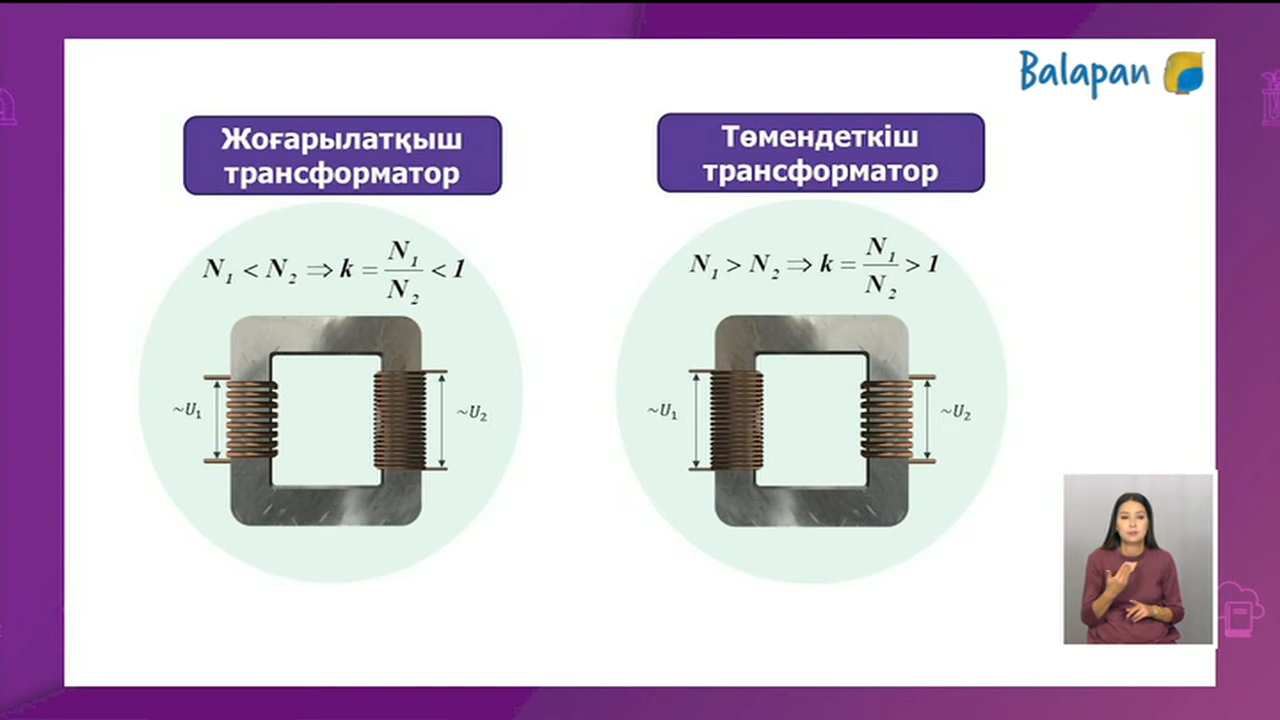 Balapan
Жоғарылатқыш
трансформатор
N₁ < N₂ ⇒ k = N₁/N₂ < 1
~U₁
~U₂
Төмендеткіш
трансформатор
N₁ > N₂ ⇒ k = N₁/N₂ > 1
~U₁
~U₂